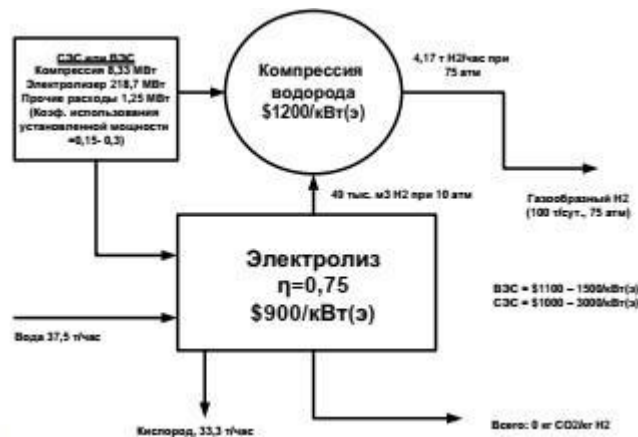 СЭС или ВЭС
Компрессия 8,33 МВт
Электролизер 218,7 МВт
Прочие расходы 1,25 МВт
(Коэф. использования
установленной мощности
=0,15- 0,3)
Компрессия
водорода
$1200/кВт(э)
4,17 т H2/час при
75 атм
49 тыс. м3 H2 при 10 атм
Газообразный H2
(100 т/сут., 75 атм)
Электролиз
η=0,75
$900/кВт(э)
ВЭС = $1100 – 1500/кВт(э)
СЭС = $1000 – 3000/кВт(э)
Вода 37,5 т/час
Кислород, 33,3 т/час
Всего: 0 кг CO2/кг H2